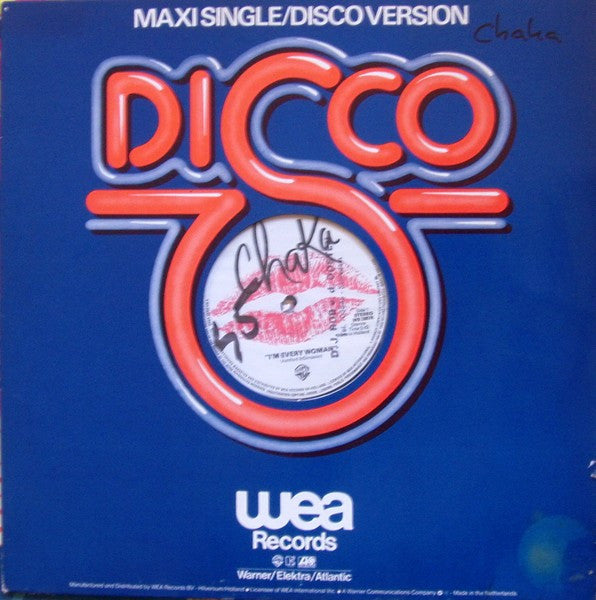 MAXI SINGLE/DISCO VERSION
Chaka
DISCO
Chaka
"I'M EVERY WOMAN"
STEREO
wea
Records
Warner/Elektra/Atlantic
Manufactured and Distributed by WEA Records BV - Hilversum Holland ● Licensee of WEA International Inc. ● A Warner Communications Company ● Made in the Netherlands